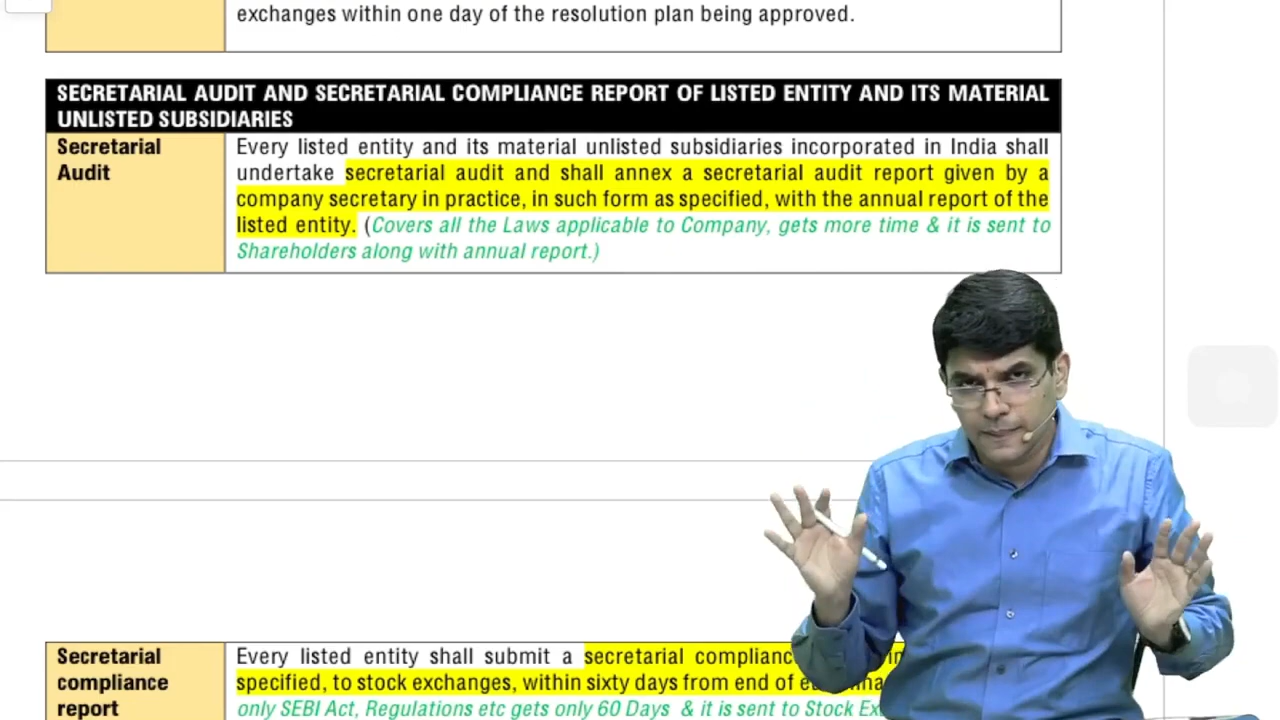 exchanges within one day of the resolution plan being approved.
SECRETARIAL AUDIT AND SECRETARIAL COMPLIANCE REPORT OF LISTED ENTITY AND ITS MATERIAL
UNLISTED SUBSIDIARIES
Secretarial
Audit
Every listed entity and its material unlisted subsidiaries incorporated in India shall
undertake secretarial audit and shall annex a secretarial audit report given by a
company secretary in practice, in such form as specified, with the annual report of the
listed entity. (Covers all the Laws applicable to Company, gets more time & it is sent to
Shareholders along with annual report.)
Secretarial
compliance
report
Every listed entity shall submit a secretarial
specified, to stock exchanges, within sixty days from end of
only SEBI Act, Regulations etc gets only 60 Days & it is sent to Stock